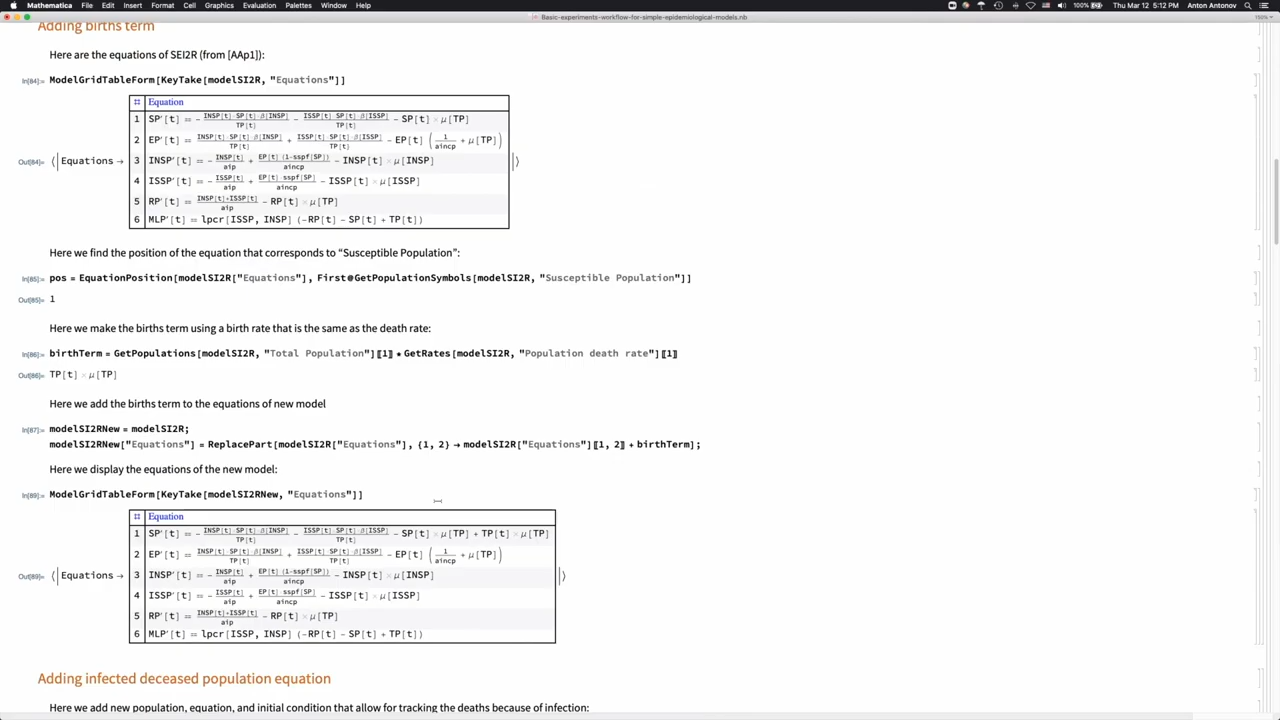 Mathematica File Edit Insert Format Cell Graphics Evaluation Palettes Window Help 100% Thu Mar 12 5:12 PM Anton Antonov
Basic-experiments-workflow-for-simple-epidemiological-models.nb
Adding births term
Here are the equations of SEI2R (from [AAp1]):
In[84]:= ModelGridTableForm[KeyTake[modelSI2R, "Equations"]]
# Equation
1 SP′[t] == - INSP[t]·SP[t]·β[INSP] / TP[t] - ISSP[t]·SP[t]·β[ISSP] / TP[t] - SP[t] × μ[TP]
2 EP′[t] == INSP[t]·SP[t]·β[INSP] / TP[t] + ISSP[t]·SP[t]·β[ISSP] / TP[t] - EP[t] (1 / aincp + μ[TP])
Out[84]= <| Equations → 3 INSP′[t] == - INSP[t] / aip + EP[t] (1-sspf[SP]) / aincp - INSP[t] × μ[INSP] |>
4 ISSP′[t] == - ISSP[t] / aip + EP[t]·sspf[SP] / aincp - ISSP[t] × μ[ISSP]
5 RP′[t] == INSP[t]+ISSP[t] / aip - RP[t] × μ[TP]
6 MLP′[t] == lpcr[ISSP, INSP] (-RP[t] - SP[t] + TP[t])
Here we find the position of the equation that corresponds to “Susceptible Population”:
In[85]:= pos = EquationPosition[modelSI2R["Equations"], First@GetPopulationSymbols[modelSI2R, "Susceptible Population"]]
Out[85]= 1
Here we make the births term using a birth rate that is the same as the death rate:
In[86]:= birthTerm = GetPopulations[modelSI2R, "Total Population"]〚1〛 * GetRates[modelSI2R, "Population death rate"]〚1〛
Out[86]= TP[t] × μ[TP]
Here we add the births term to the equations of new model
In[87]:= modelSI2RNew = modelSI2R;
modelSI2RNew["Equations"] = ReplacePart[modelSI2R["Equations"], {1, 2} → modelSI2R["Equations"]〚1, 2〛 + birthTerm];
Here we display the equations of the new model:
In[89]:= ModelGridTableForm[KeyTake[modelSI2RNew, "Equations"]]
# Equation
1 SP′[t] == - INSP[t]·SP[t]·β[INSP] / TP[t] - ISSP[t]·SP[t]·β[ISSP] / TP[t] - SP[t] × μ[TP] + TP[t] × μ[TP]
2 EP′[t] == INSP[t]·SP[t]·β[INSP] / TP[t] + ISSP[t]·SP[t]·β[ISSP] / TP[t] - EP[t] (1 / aincp + μ[TP])
Out[89]= <| Equations → 3 INSP′[t] == - INSP[t] / aip + EP[t] (1-sspf[SP]) / aincp - INSP[t] × μ[INSP] |>
4 ISSP′[t] == - ISSP[t] / aip + EP[t]·sspf[SP] / aincp - ISSP[t] × μ[ISSP]
5 RP′[t] == INSP[t]+ISSP[t] / aip - RP[t] × μ[TP]
6 MLP′[t] == lpcr[ISSP, INSP] (-RP[t] - SP[t] + TP[t])
Adding infected deceased population equation
Here we add new population, equation, and initial condition that allow for tracking the deaths because of infection: